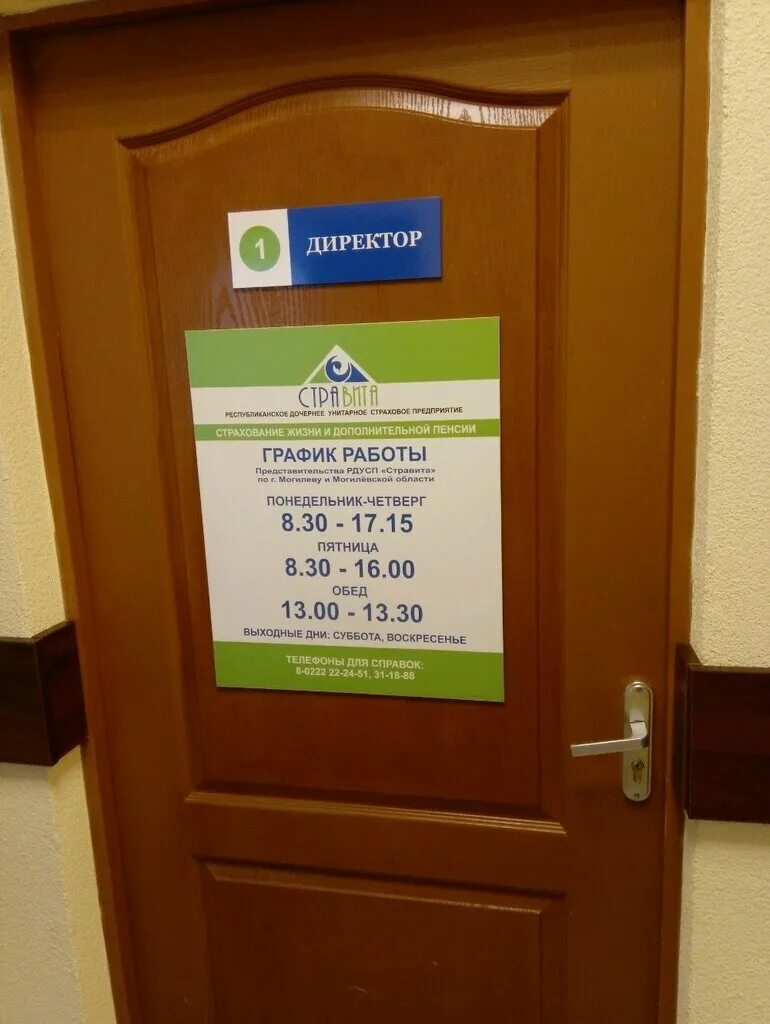 1 ДИРЕКТОР
СТРАВИТА
РЕСПУБЛИКАНСКОЕ ДОЧЕРНЕЕ УНИТАРНОЕ СТРАХОВОЕ ПРЕДПРИЯТИЕ
СТРАХОВАНИЕ ЖИЗНИ И ДОПОЛНИТЕЛЬНОЙ ПЕНСИИ
ГРАФИК РАБОТЫ
Представительства РДУСП «Стравита»
по г. Могилеву и Могилёвской области
ПОНЕДЕЛЬНИК-ЧЕТВЕРГ
8.30 - 17.15
ПЯТНИЦА
8.30 - 16.00
ОБЕД
13.00 - 13.30
ВЫХОДНЫЕ ДНИ: СУББОТА, ВОСКРЕСЕНЬЕ
ТЕЛЕФОНЫ ДЛЯ СПРАВОК:
8-0222 22-24-51, 31-18-88